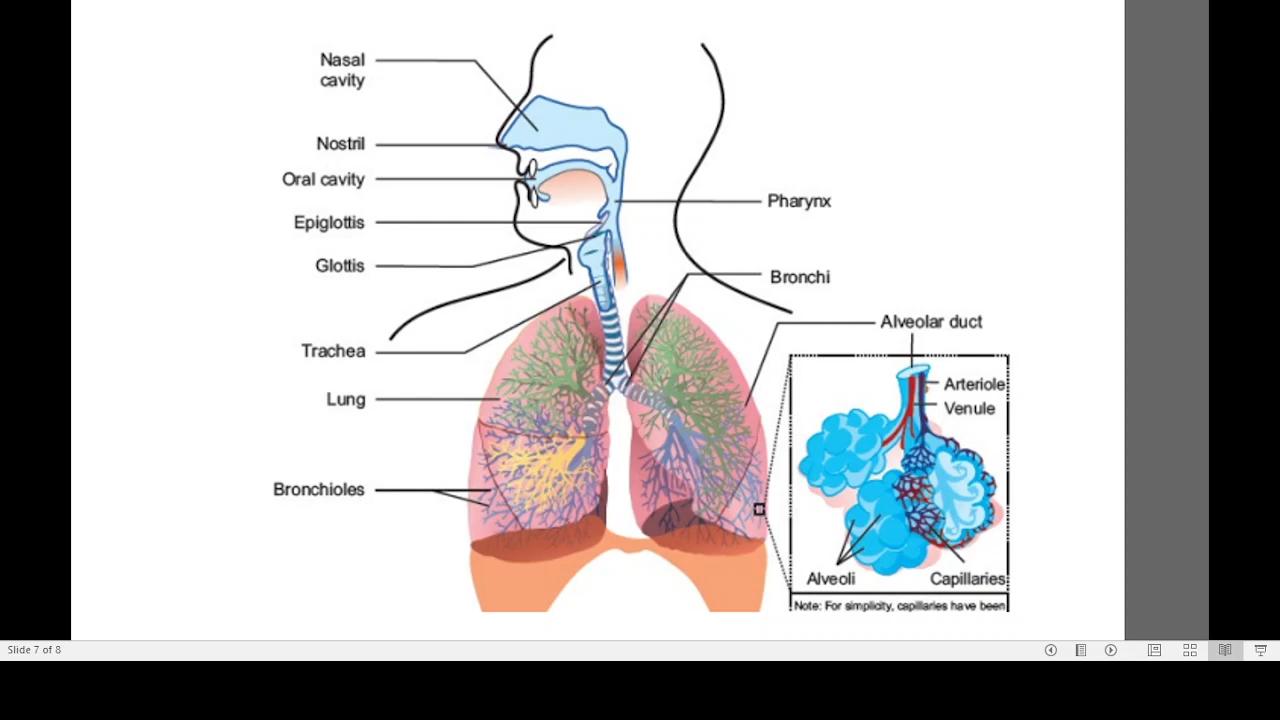 Nasal
cavity
Nostril
Oral cavity
Epiglottis
Glottis
Trachea
Lung
Bronchioles
Pharynx
Bronchi
Alveolar duct
Arteriole
Venule
Alveoli
Capillaries
Note: For simplicity, capillaries have been
Slide 7 of 8